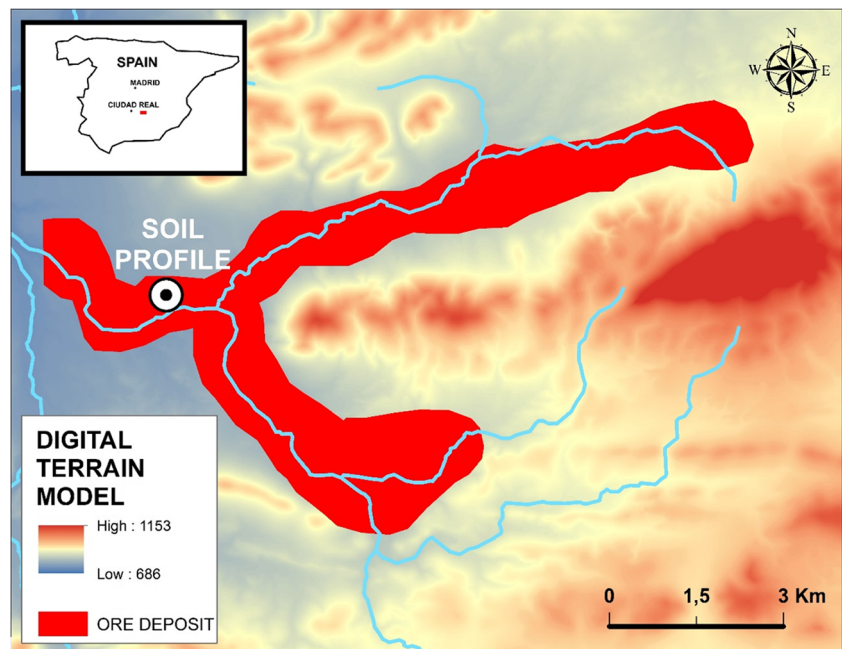 SPAIN
MADRID
CIUDAD REAL
N
W E
S
SOIL
PROFILE
DIGITAL
TERRAIN
MODEL
High : 1153
Low : 686
ORE DEPOSIT
0 1,5 3 Km